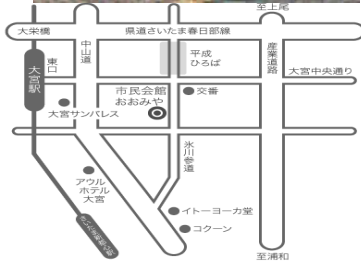 至上尾
大栄橋
県道さいたま春日部線
中山道
平成
ひろば
産業道路
東口
大宮駅
大宮中央通り
市民会館
おおみや
交番
大宮サンパレス
氷川参道
アウル
ホテル
大宮
イトーヨーカ堂
コクーン
至浦和